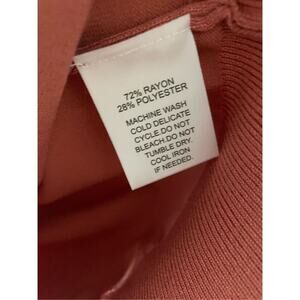 72% RAYON
28% POLYESTER
MACHINE WASH
COLD DELICATE
CYCLE.DO NOT
BLEACH.DO NOT
TUMBLE DRY.
COOL IRON
IF NEEDED.